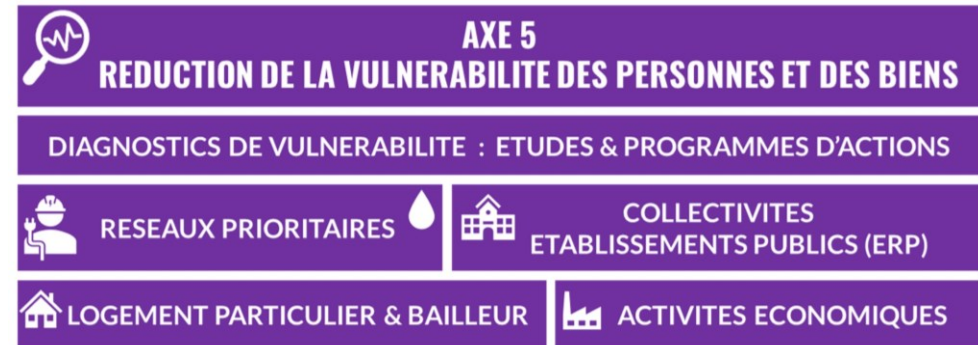 AXE 5
REDUCTION DE LA VULNERABILITE DES PERSONNES ET DES BIENS
DIAGNOSTICS DE VULNERABILITE : ETUDES & PROGRAMMES D'ACTIONS
RESEAUX PRIORITAIRES
COLLECTIVITES
ETABLISSEMENTS PUBLICS (ERP)
LOGEMENT PARTICULIER & BAILLEUR
ACTIVITES ECONOMIQUES